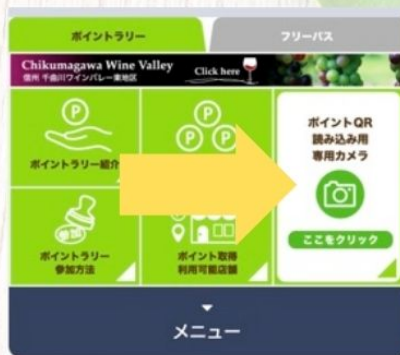 ポイントラリー
フリーパス
Chikumagawa Wine Valley
信州 千曲川ワインバレー東地区
Click here
P
ポイントラリー紹介
P P P
ポイントQR
読み込み用
専用カメラ
ここをクリック
参加
ポイントラリー
参加方法
ポイント取得
利用可能店舗
メニュー